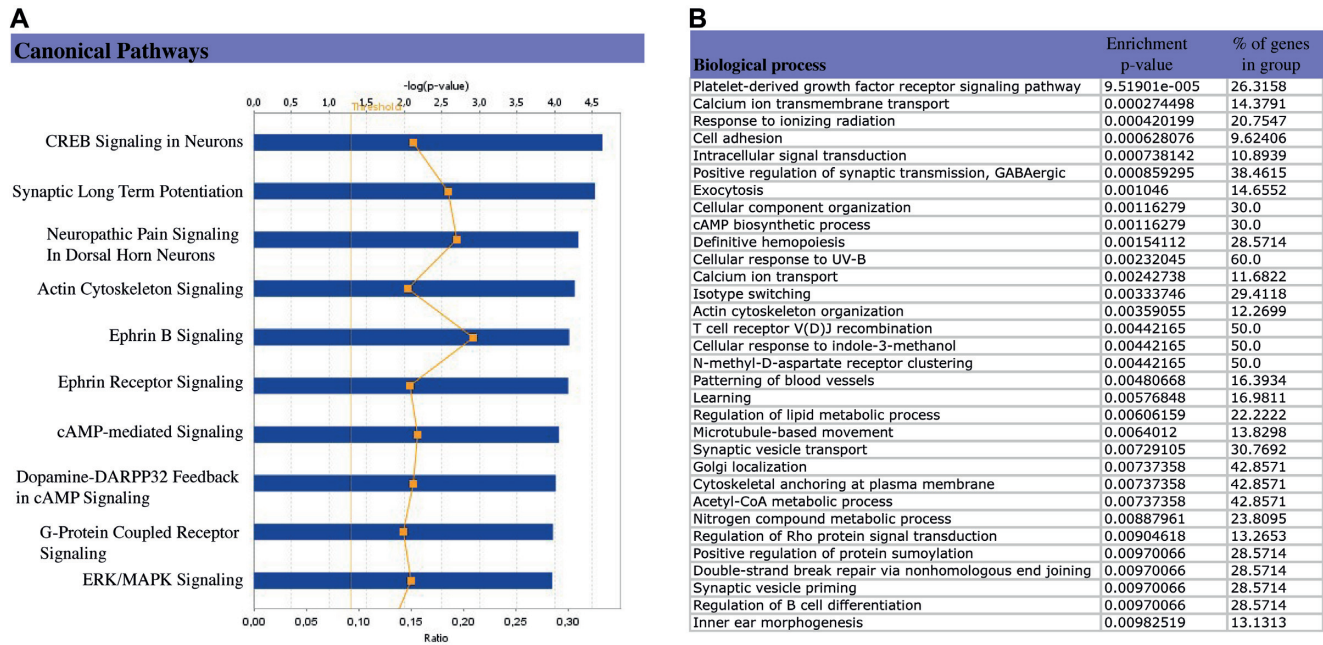 A
Canonical Pathways
-log(p-value)
0,0 0,5 1,0 1,5 2,0 2,5 3,0 3,5 4,0 4,5
Threshold
CREB Signaling in Neurons
Synaptic Long Term Potentiation
Neuropathic Pain Signaling
In Dorsal Horn Neurons
Actin Cytoskeleton Signaling
Ephrin B Signaling
Ephrin Receptor Signaling
cAMP-mediated Signaling
Dopamine-DARPP32 Feedback
in cAMP Signaling
G-Protein Coupled Receptor
Signaling
ERK/MAPK Signaling
0,00 0,05 0,10 0,15 0,20 0,25 0,30
Ratio
B
Enrichment % of genes
Biological process p-value in group
Platelet-derived growth factor receptor signaling pathway 9.51901e-005 26.3158
Calcium ion transmembrane transport 0.000274498 14.3791
Response to ionizing radiation 0.000420199 20.7547
Cell adhesion 0.000628076 9.62406
Intracellular signal transduction 0.000738142 10.8939
Positive regulation of synaptic transmission, GABAergic 0.000859295 38.4615
Exocytosis 0.001046 14.6552
Cellular component organization 0.00116279 30.0
cAMP biosynthetic process 0.00116279 30.0
Definitive hemopoiesis 0.00154112 28.5714
Cellular response to UV-B 0.00232045 60.0
Calcium ion transport 0.00242738 11.6822
Isotype switching 0.00333746 29.4118
Actin cytoskeleton organization 0.00359055 12.2699
T cell receptor V(D)J recombination 0.00442165 50.0
Cellular response to indole-3-methanol 0.00442165 50.0
N-methyl-D-aspartate receptor clustering 0.00442165 50.0
Patterning of blood vessels 0.00480668 16.3934
Learning 0.00576848 16.9811
Regulation of lipid metabolic process 0.00606159 22.2222
Microtubule-based movement 0.0064012 13.8298
Synaptic vesicle transport 0.00729105 30.7692
Golgi localization 0.00737358 42.8571
Cytoskeletal anchoring at plasma membrane 0.00737358 42.8571
Acetyl-CoA metabolic process 0.00737358 42.8571
Nitrogen compound metabolic process 0.00887961 23.8095
Regulation of Rho protein signal transduction 0.00904618 13.2653
Positive regulation of protein sumoylation 0.00970066 28.5714
Double-strand break repair via nonhomologous end joining 0.00970066 28.5714
Synaptic vesicle priming 0.00970066 28.5714
Regulation of B cell differentiation 0.00970066 28.5714
Inner ear morphogenesis 0.00982519 13.1313